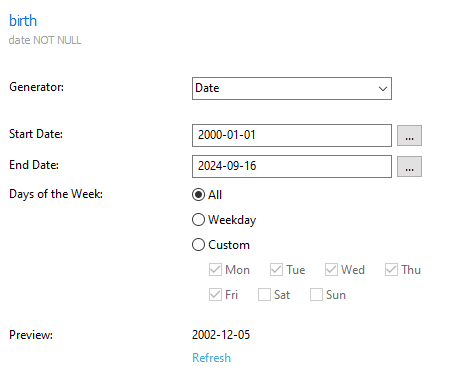 birth
date NOT NULL
Generator: Date
Start Date: 2000-01-01 ...
End Date: 2024-09-16 ...
Days of the Week: All
Weekday
Custom
Mon Tue Wed Thu
Fri Sat Sun
Preview: 2002-12-05
Refresh